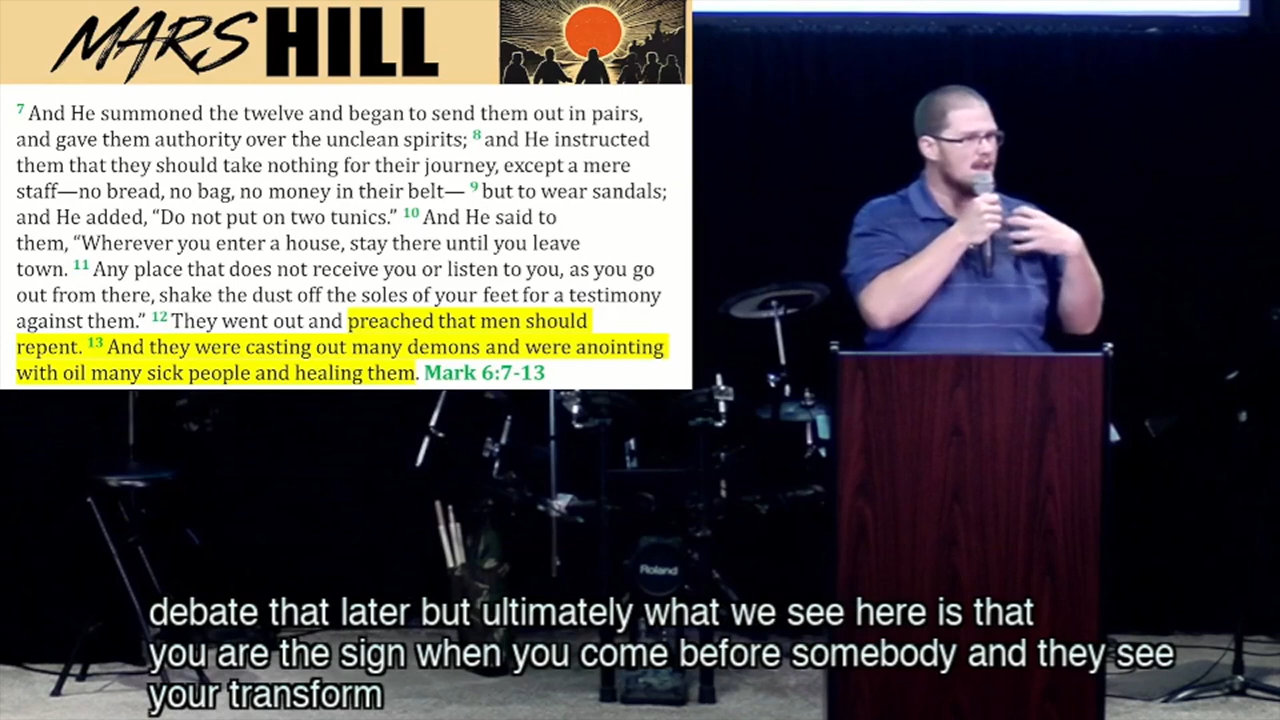 MARS HILL
7 And He summoned the twelve and began to send them out in pairs,
and gave them authority over the unclean spirits; 8 and He instructed
them that they should take nothing for their journey, except a mere
staff—no bread, no bag, no money in their belt— 9 but to wear sandals;
and He added, “Do not put on two tunics.” 10 And He said to
them, “Wherever you enter a house, stay there until you leave
town. 11 Any place that does not receive you or listen to you, as you go
out from there, shake the dust off the soles of your feet for a testimony
against them.” 12 They went out and preached that men should
repent. 13 And they were casting out many demons and were anointing
with oil many sick people and healing them. Mark 6:7-13
Roland
debate that later but ultimately what we see here is that
you are the sign when you come before somebody and they see
your transform